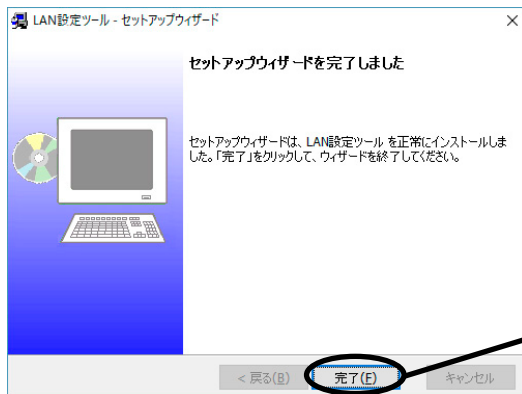 LAN設定ツール - セットアップウィザード
セットアップウィザードを完了しました
セットアップウィザードは、LAN設定ツール を正常にインストールしま
した。「完了」をクリックして、ウィザードを終了してください。
< 戻る(B) 完了(F) キャンセル